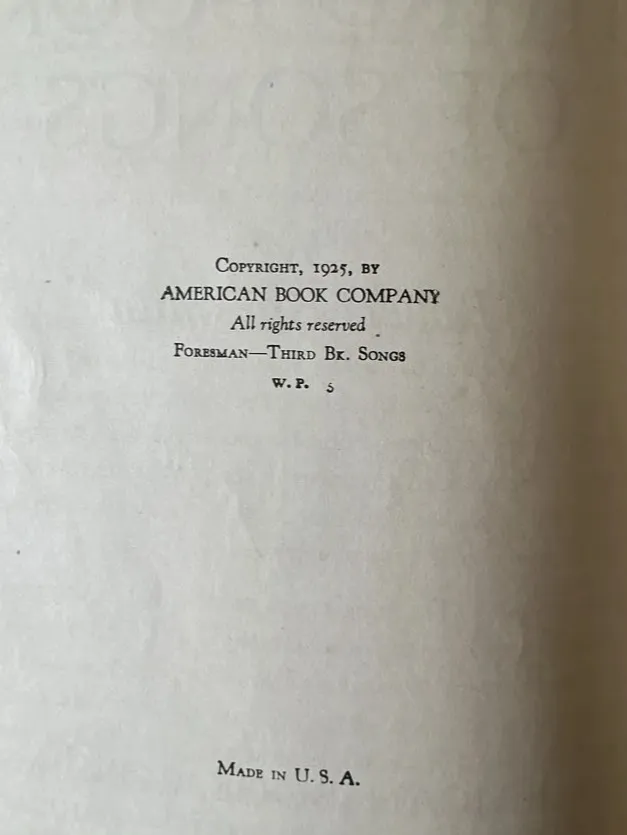 Copyright, 1925, by
AMERICAN BOOK COMPANY
All rights reserved
Foresman—Third Bk. Songs
W. P. 5
Made in U. S. A.